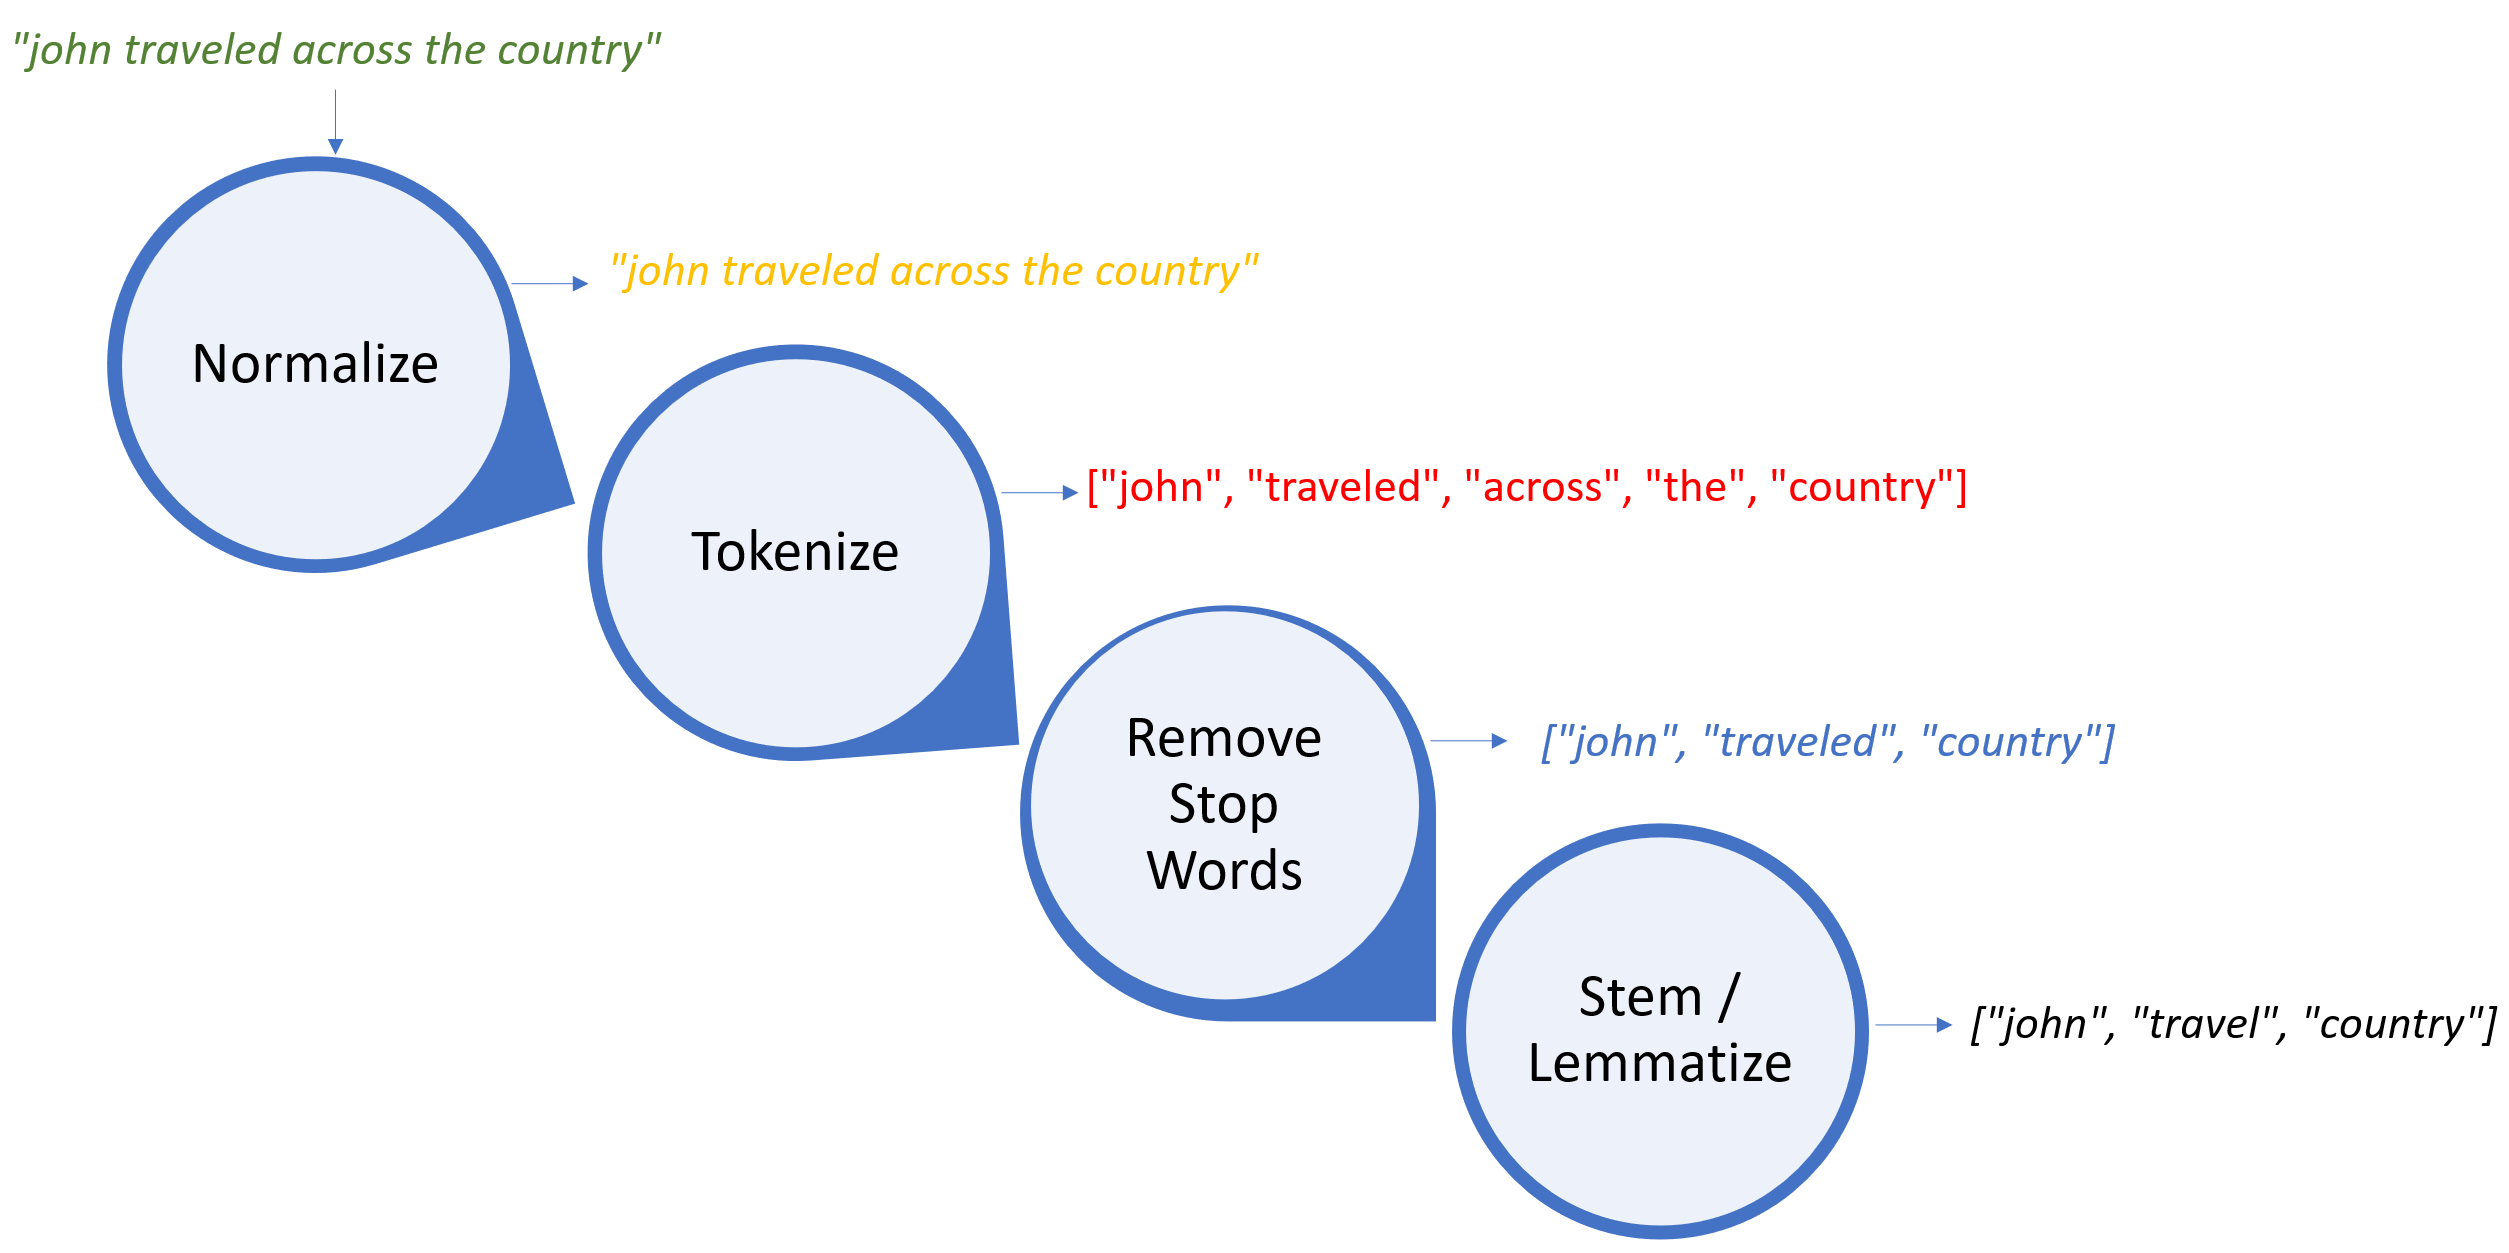 "john traveled across the country"
Normalize
"john traveled across the country"
Tokenize
["john", "traveled", "across", "the", "country"]
Remove
Stop
Words
["john", "traveled", "country"]
Stem /
Lemmatize
["john", "travel", "country"]